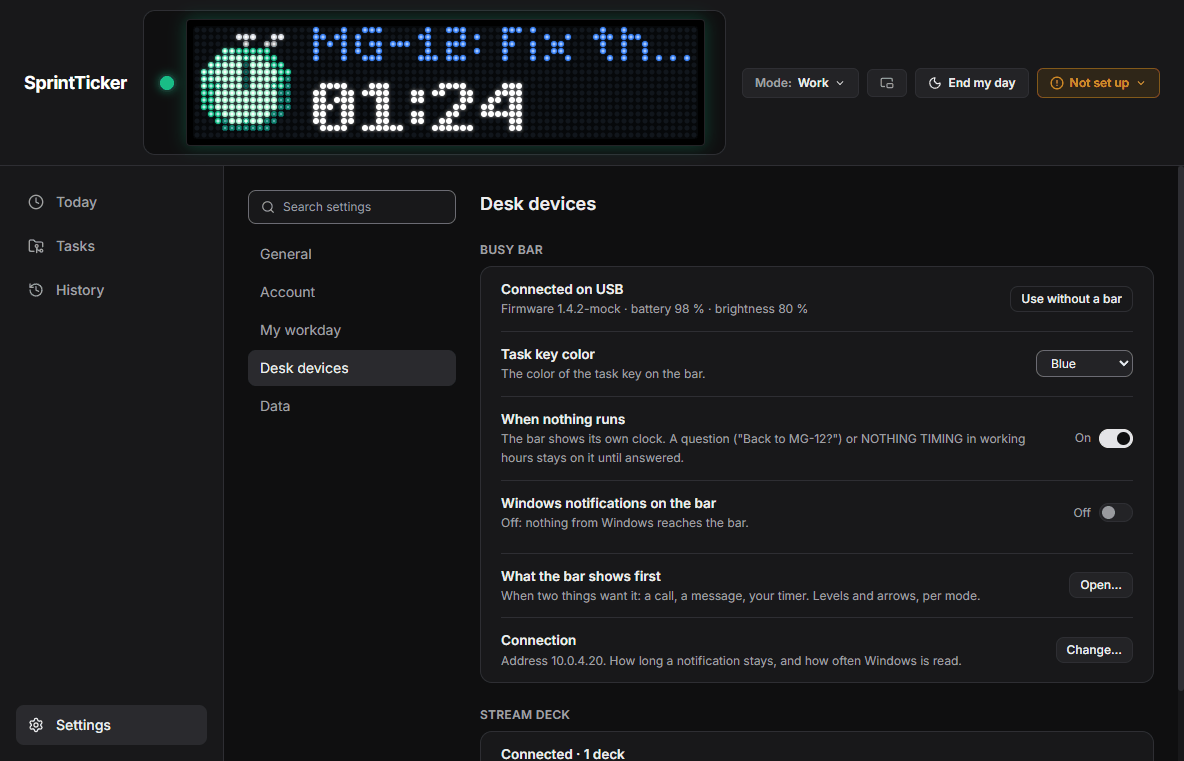 SprintTicker
MG-12: Fix th...
01:24
Mode: Work
End my day
Not set up
Today
Tasks
History
Settings
Search settings
General
Account
My workday
Desk devices
Data
Desk devices
BUSY BAR
Connected on USB
Firmware 1.4.2-mock · battery 98 % · brightness 80 %
Use without a bar
Task key color
The color of the task key on the bar.
Blue
When nothing runs
The bar shows its own clock. A question ("Back to MG-12?") or NOTHING TIMING in working
hours stays on it until answered.
On
Windows notifications on the bar
Off: nothing from Windows reaches the bar.
Off
What the bar shows first
When two things want it: a call, a message, your timer. Levels and arrows, per mode.
Open...
Connection
Address 10.0.4.20. How long a notification stays, and how often Windows is read.
Change...
STREAM DECK
Connected · 1 deck